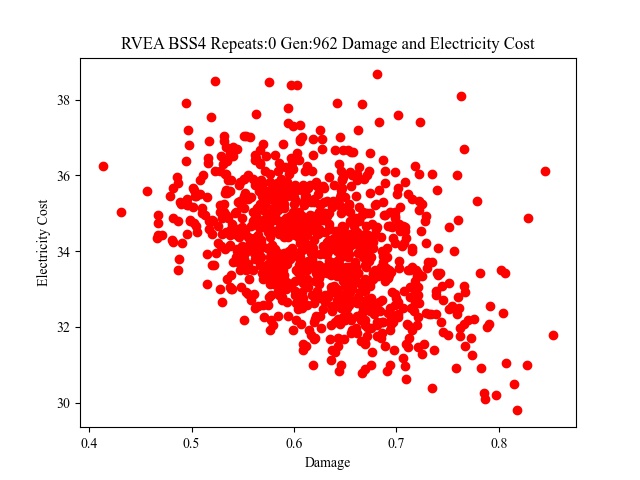 RVEA BSS4 Repeats:0 Gen:962 Damage and Electricity Cost
38
36
34
32
30
Electricity Cost
0.4 0.5 0.6 0.7 0.8
Damage